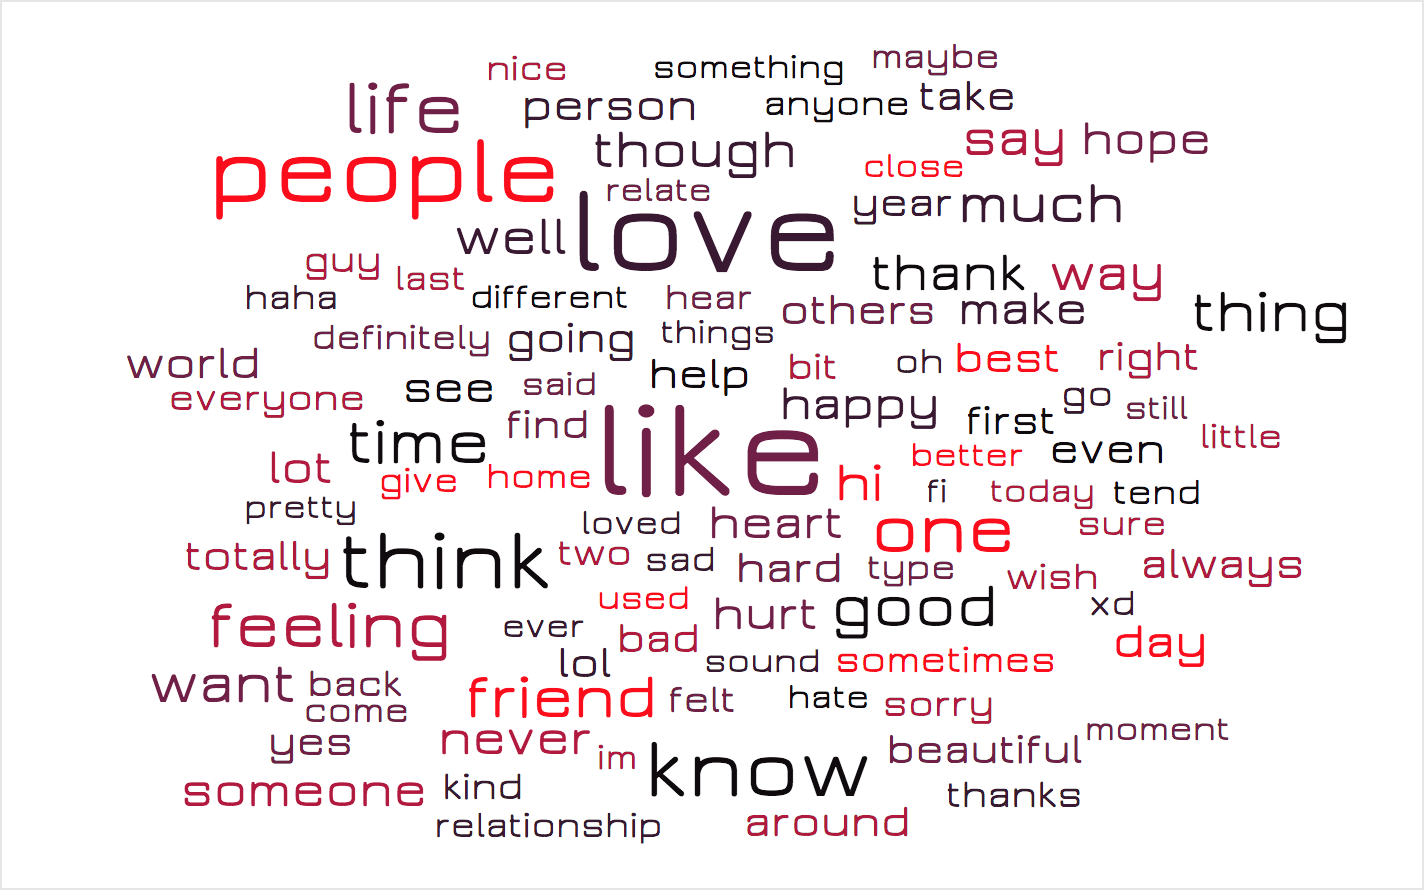 nice something maybe
life person anyone take
people though say hope
close
relate
love year much
well
guy last thank way
haha different hear others make thing
definitely going things
world help bit oh best right
everyone see said
happy go still
time find like first even little
lot give home better
pretty hi fi today tend
loved heart one sure
totally think two sad hard type wish always
feeling used hurt good xd
ever bad day
lol sound sometimes
want back friend felt hate sorry
come
yes never im know beautiful moment
someone kind thanks
relationship around